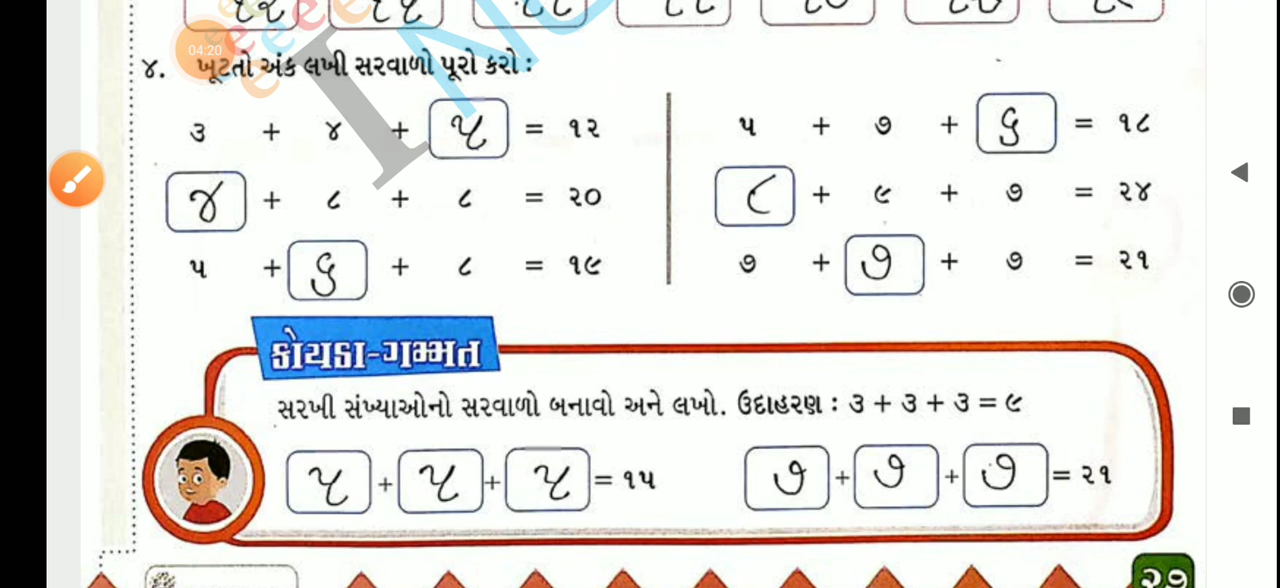 04:20
૪. ખૂટતો અંક લખી સરવાળો પૂરો કરો :
૩ + ૪ + ૫ = ૧૨
૪ + ૮ + ૮ = ૨૦
૫ + ૬ + ૮ = ૧૯
૫ + ૭ + ૬ = ૧૮
૮ + ૯ + ૭ = ૨૪
૭ + ૭ + ૭ = ૨૧
કોયડા-ગમ્મત
સરખી સંખ્યાઓનો સરવાળો બનાવો અને લખો. ઉદાહરણ : ૩ + ૩ + ૩ = ૯
૫ + ૫ + ૫ = ૧૫
૭ + ૭ + ૭ = ૨૧